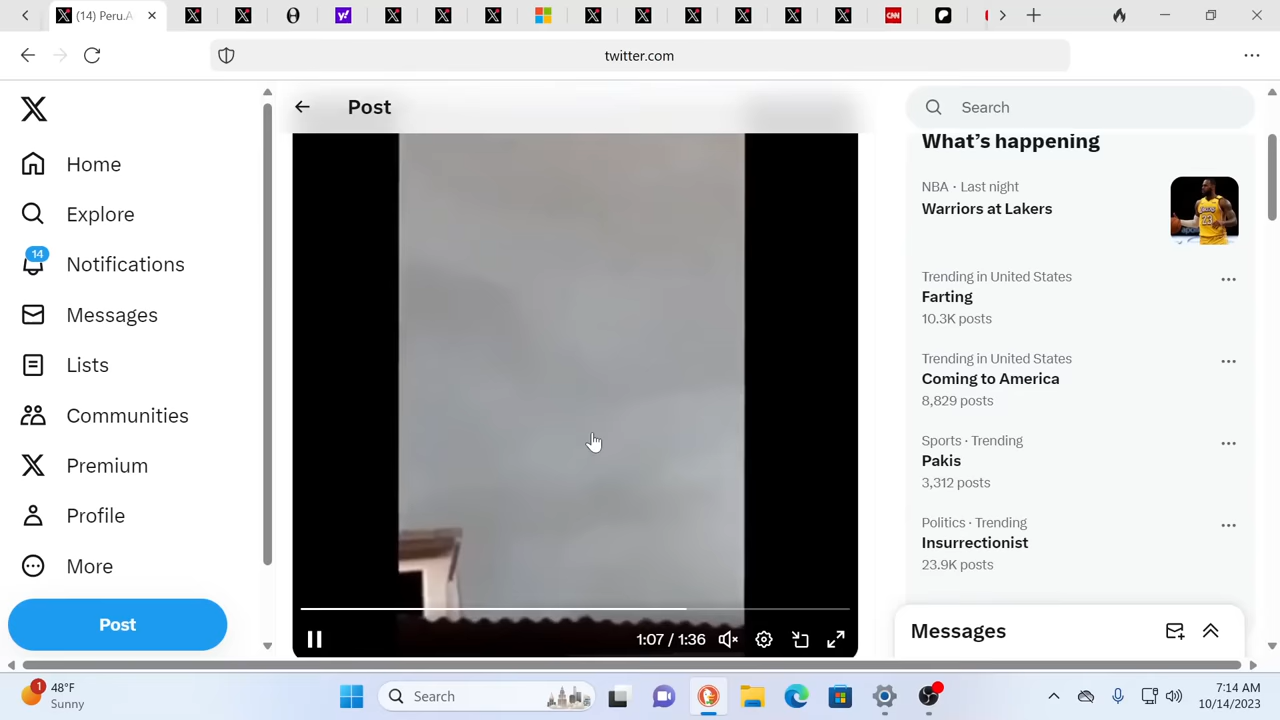 (14) Peru.A
twitter.com
Post
Search
Home
Explore
14
Notifications
Messages
Lists
Communities
Premium
Profile
More
Post
1:07 / 1:36
What's happening
NBA · Last night
Warriors at Lakers
Trending in United States
Farting
10.3K posts
Trending in United States
Coming to America
8,829 posts
Sports · Trending
Pakis
3,312 posts
Politics · Trending
Insurrectionist
23.9K posts
Messages
1
48°F
Sunny
Search
7:14 AM
10/14/2023
CNN